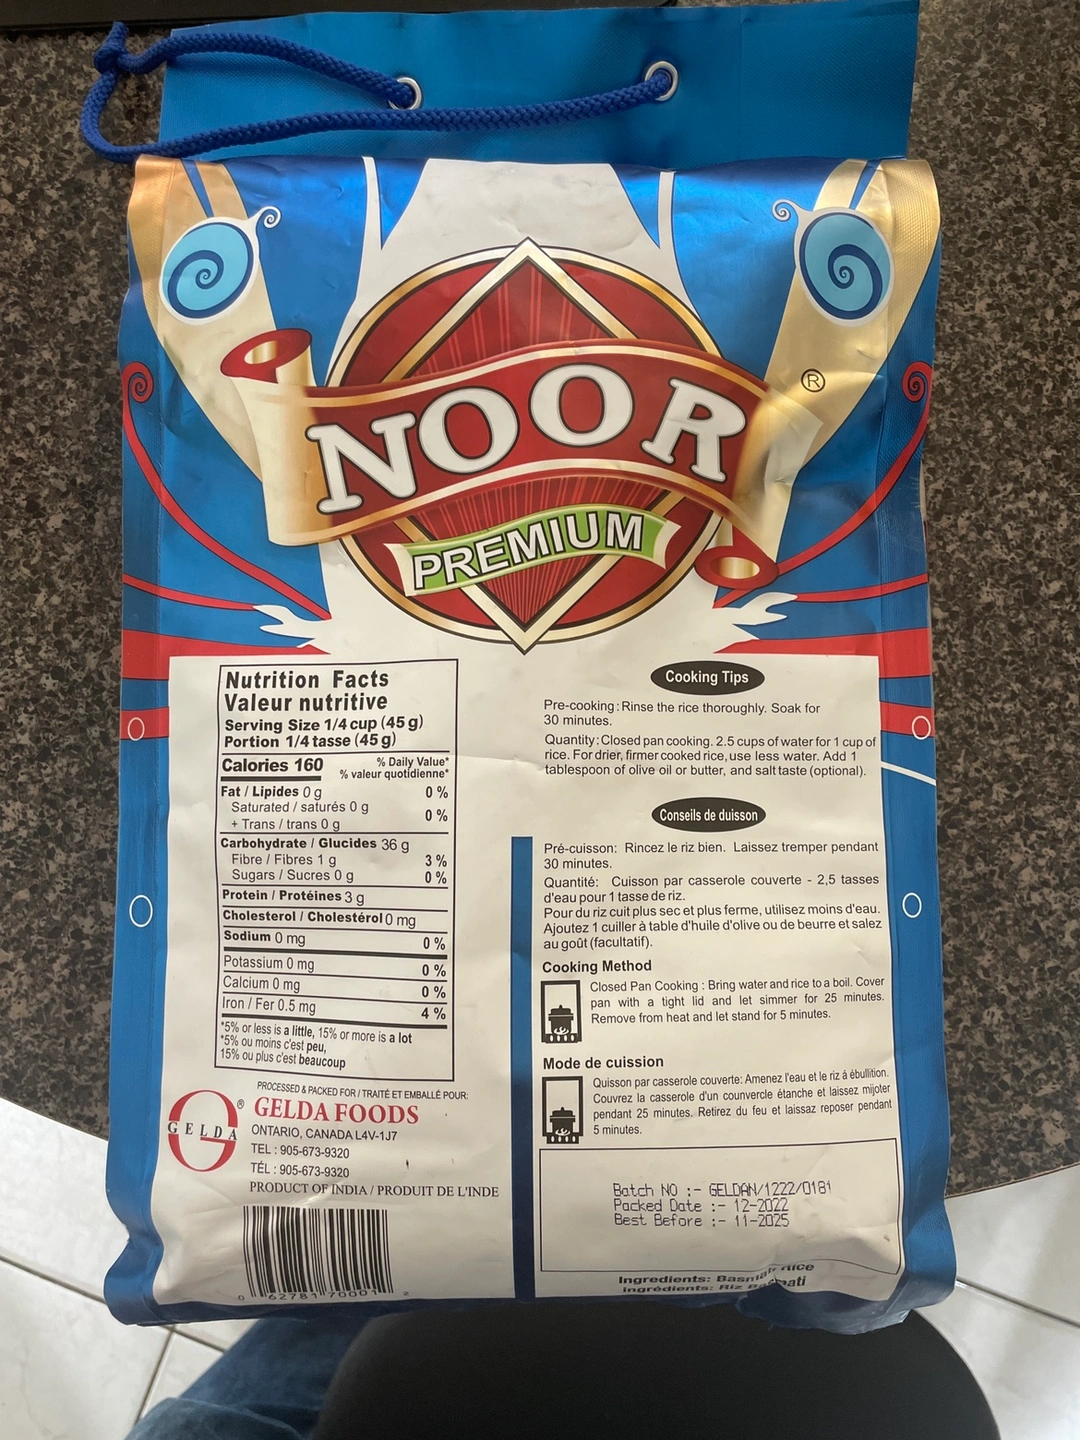 NOOR
®
PREMIUM
Nutrition Facts
Valeur nutritive
Serving Size 1/4 cup (45 g)
Portion 1/4 tasse (45 g)
Calories 160
% Daily Value*
% valeur quotidienne*
Fat / Lipides 0 g 0 %
Saturated / saturés 0 g
+ Trans / trans 0 g
0 %
Carbohydrate / Glucides 36 g
Fibre / Fibres 1 g 3 %
Sugars / Sucres 0 g 0 %
Protein / Protéines 3 g
Cholesterol / Cholestérol 0 mg
Sodium 0 mg 0 %
Potassium 0 mg 0 %
Calcium 0 mg 0 %
Iron / Fer 0.5 mg 4 %
*5% or less is a little, 15% or more is a lot
*5% ou moins c'est peu,
15% ou plus c'est beaucoup
PROCESSED & PACKED FOR / TRAITÉ ET EMBALLÉ POUR:
GELDA
®
GELDA FOODS
ONTARIO, CANADA L4V-1J7
TEL : 905-673-9320
TÉL : 905-673-9320
PRODUCT OF INDIA / PRODUIT DE L'INDE
0 62781 70001 2
Cooking Tips
Pre-cooking: Rinse the rice thoroughly. Soak for
30 minutes.
Quantity: Closed pan cooking. 2.5 cups of water for 1 cup of
rice. For drier, firmer cooked rice, use less water. Add 1
tablespoon of olive oil or butter, and salt taste (optional).
Conseils de duisson
Pré-cuisson: Rincez le riz bien. Laissez tremper pendant
30 minutes.
Quantité: Cuisson par casserole couverte - 2,5 tasses
d'eau pour 1 tasse de riz.
Pour du riz cuit plus sec et plus ferme, utilisez moins d'eau.
Ajoutez 1 cuiller à table d'huile d'olive ou de beurre et salez
au goût (facultatif).
Cooking Method
Closed Pan Cooking : Bring water and rice to a boil. Cover
pan with a tight lid and let simmer for 25 minutes.
Remove from heat and let stand for 5 minutes.
Mode de cuission
Quisson par casserole couverte: Amenez l'eau et le riz à ébullition.
Couvrez la casserole d'un counvercle étanche et laissez mijoter
pendant 25 minutes. Retirez du feu et laissaz reposer pendant
5 minutes.
Batch NO :- GELDAN/1222/0181
Packed Date :- 12-2022
Best Before :- 11-2025
Ingredients: Basmati Rice
Ingrédients: Riz Basmati